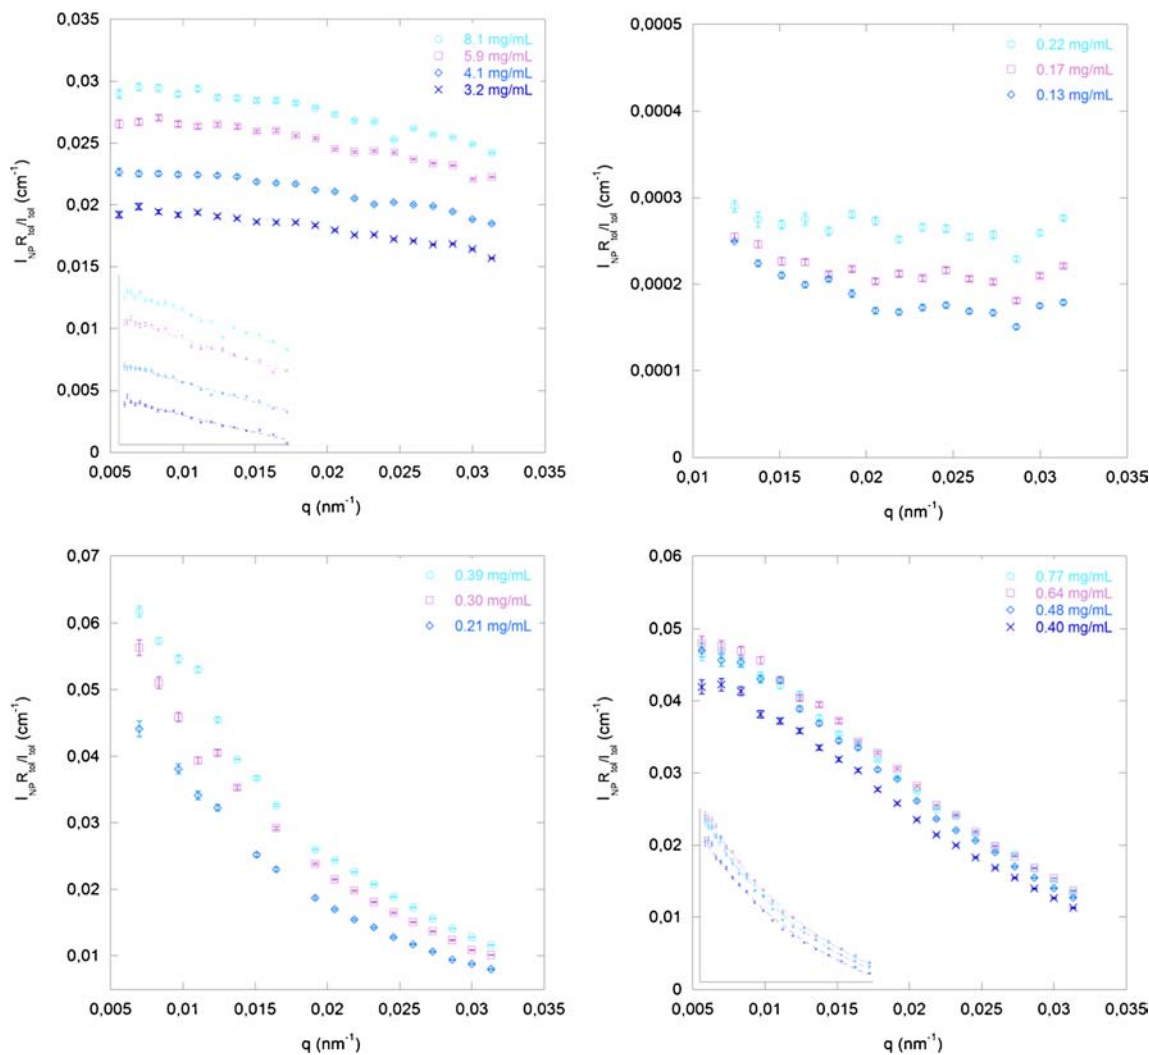 0,035
0,03
0,025
0,02
0,015
0,01
0,005
0
I_NP R_tol/I_tol (cm⁻¹)
8.1 mg/mL
5.9 mg/mL
4.1 mg/mL
3.2 mg/mL
0,005 0,01 0,015 0,02 0,025 0,03 0,035
q (nm⁻¹)
0,0005
0,0004
0,0003
0,0002
0,0001
0
I_NP R_tol/I_tol (cm⁻¹)
0.22 mg/mL
0.17 mg/mL
0.13 mg/mL
0,01 0,015 0,02 0,025 0,03 0,035
q (nm⁻¹)
0,07
0,06
0,05
0,04
0,03
0,02
0,01
I_NP R_tol/I_tol (cm⁻¹)
0.39 mg/mL
0.30 mg/mL
0.21 mg/mL
0,005 0,01 0,015 0,02 0,025 0,03 0,035
q (nm⁻¹)
0,06
0,05
0,04
0,03
0,02
0,01
0
I_NP R_tol/I_tol (cm⁻¹)
0.77 mg/mL
0.64 mg/mL
0.48 mg/mL
0.40 mg/mL
0,005 0,01 0,015 0,02 0,025 0,03 0,035
q (nm⁻¹)